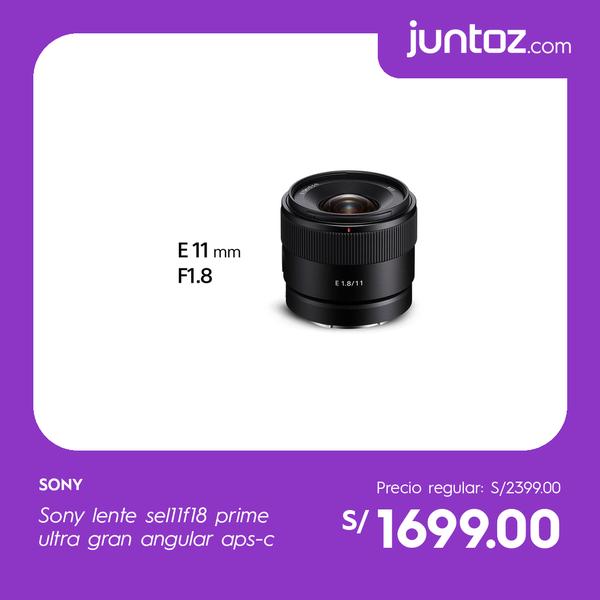 juntoz.com
E 11 mm
F1.8
E 1.8/11
SONY
Sony lente sel11f18 prime
ultra gran angular aps-c
Precio regular: S/2399.00
S/ 1699.00